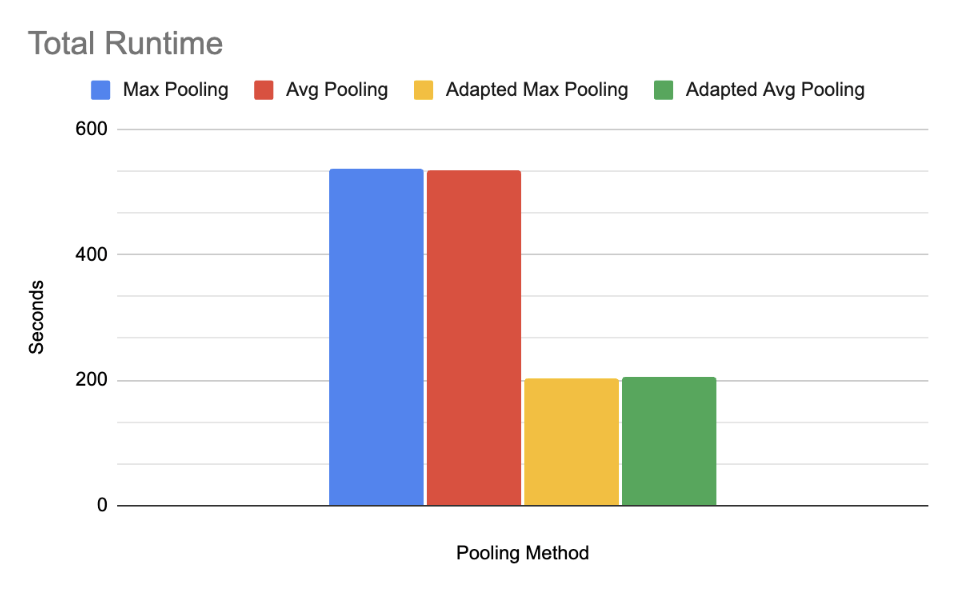 Total Runtime
Max Pooling Avg Pooling Adapted Max Pooling Adapted Avg Pooling
600
400
200
0
Seconds
Pooling Method